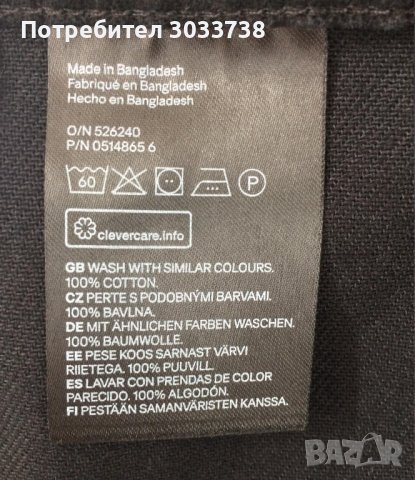 Потребител 3033738
Made in Bangladesh
Fabriqué en Bangladesh
Hecho en Bangladesh
O/N 526240
P/N 0514865 6
60 P
clevercare.info
GB WASH WITH SIMILAR COLOURS.
100% COTTON.
CZ PERTE S PODOBNÝMI BARVAMI.
100% BAVLNA.
DE MIT ÄHNLICHEN FARBEN WASCHEN.
100% BAUMWOLLE.
EE PESE KOOS SARNAST VÄRVI
RIIETEGA. 100% PUUVILL.
ES LAVAR CON PRENDAS DE COLOR
PARECIDO. 100% ALGODÓN.
FI PESTÄÄN SAMANVÄRISTEN KANSSA.
BAZAR